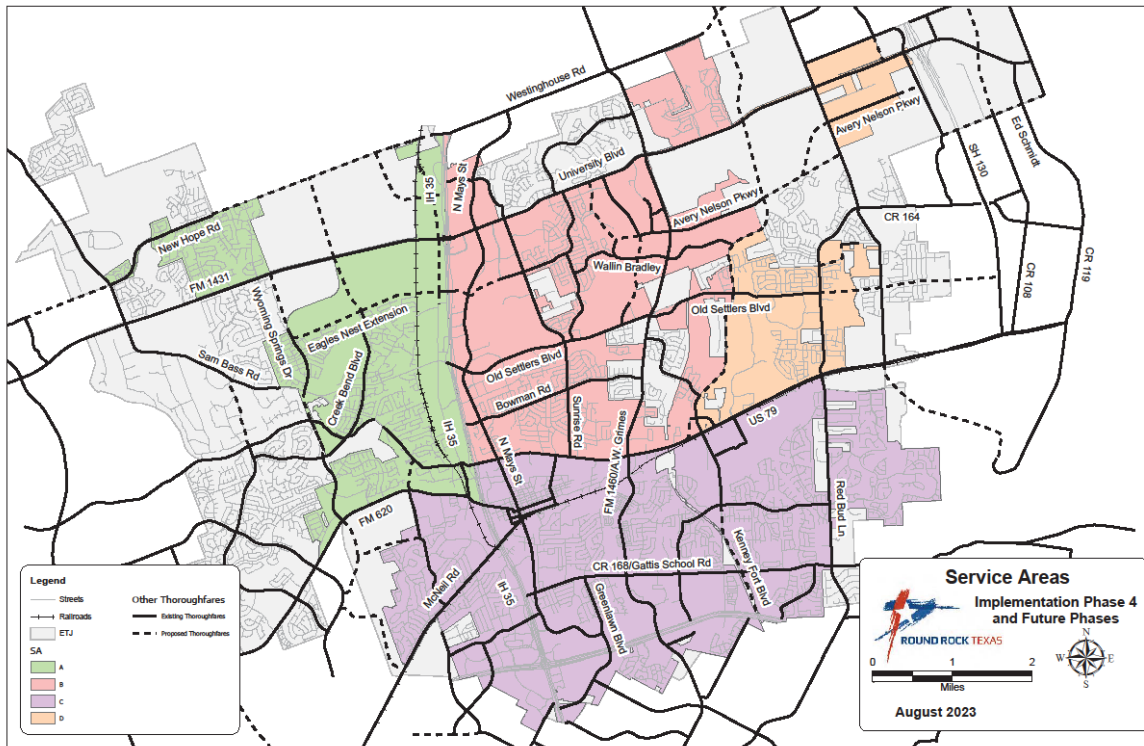 Westinghouse Rd
IH 35
N Mays St
University Blvd
Avery Nelson Pkwy
Ed Schmidt
SH 130
Avery Nelson Pkwy
CR 164
New Hope Rd
FM 1431
Wallin Bradley
CR 108
CR 119
Wyoming Springs Dr
Eagles Nest Extension
Old Settlers Blvd
Sam Bass Rd
Creek Bend Blvd
Old Settlers Blvd
Bowman Rd
Sunrise Rd
US 79
IH 35
N Mays St
FM 1460/A.W. Grimes
Red Bud Ln
FM 620
CR 168/Gattis School Rd
Kenney Fort Blvd
McNeil Rd
IH 35
Greenlawn Blvd
Legend
Streets
Railroads
ETJ
SA
A
B
C
D
Other Thoroughfares
Existing Thoroughfares
Proposed Thoroughfares
Service Areas
Implementation Phase 4
and Future Phases
ROUND ROCK TEXAS
N
W
E
S
0 1 2
Miles
August 2023